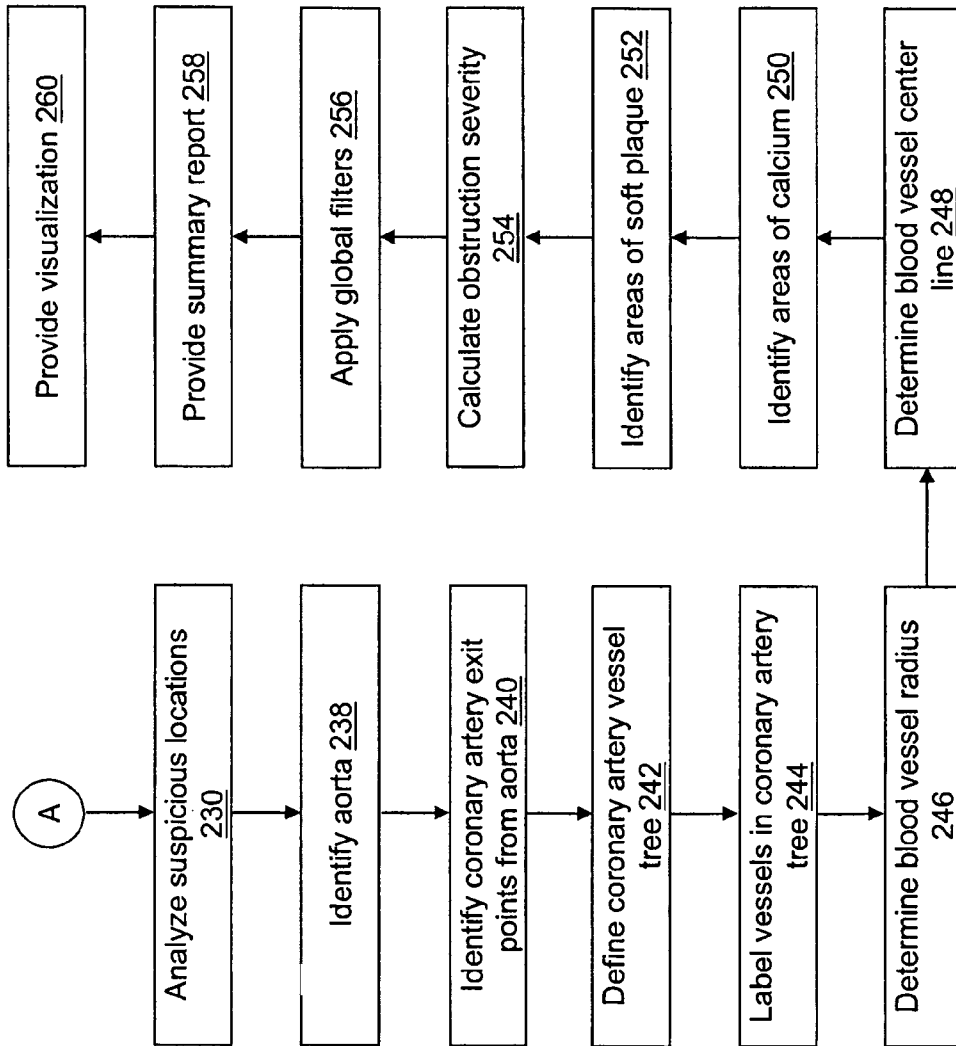 A
Analyze suspicious locations
230
Identify aorta 238
Identify coronary artery exit
points from aorta 240
Define coronary artery vessel
tree 242
Label vessels in coronary artery
tree 244
Determine blood vessel radius
246
Determine blood vessel center
line 248
Identify areas of calcium 250
Identify areas of soft plaque 252
Calculate obstruction severity
254
Apply global filters 256
Provide summary report 258
Provide visualization 260